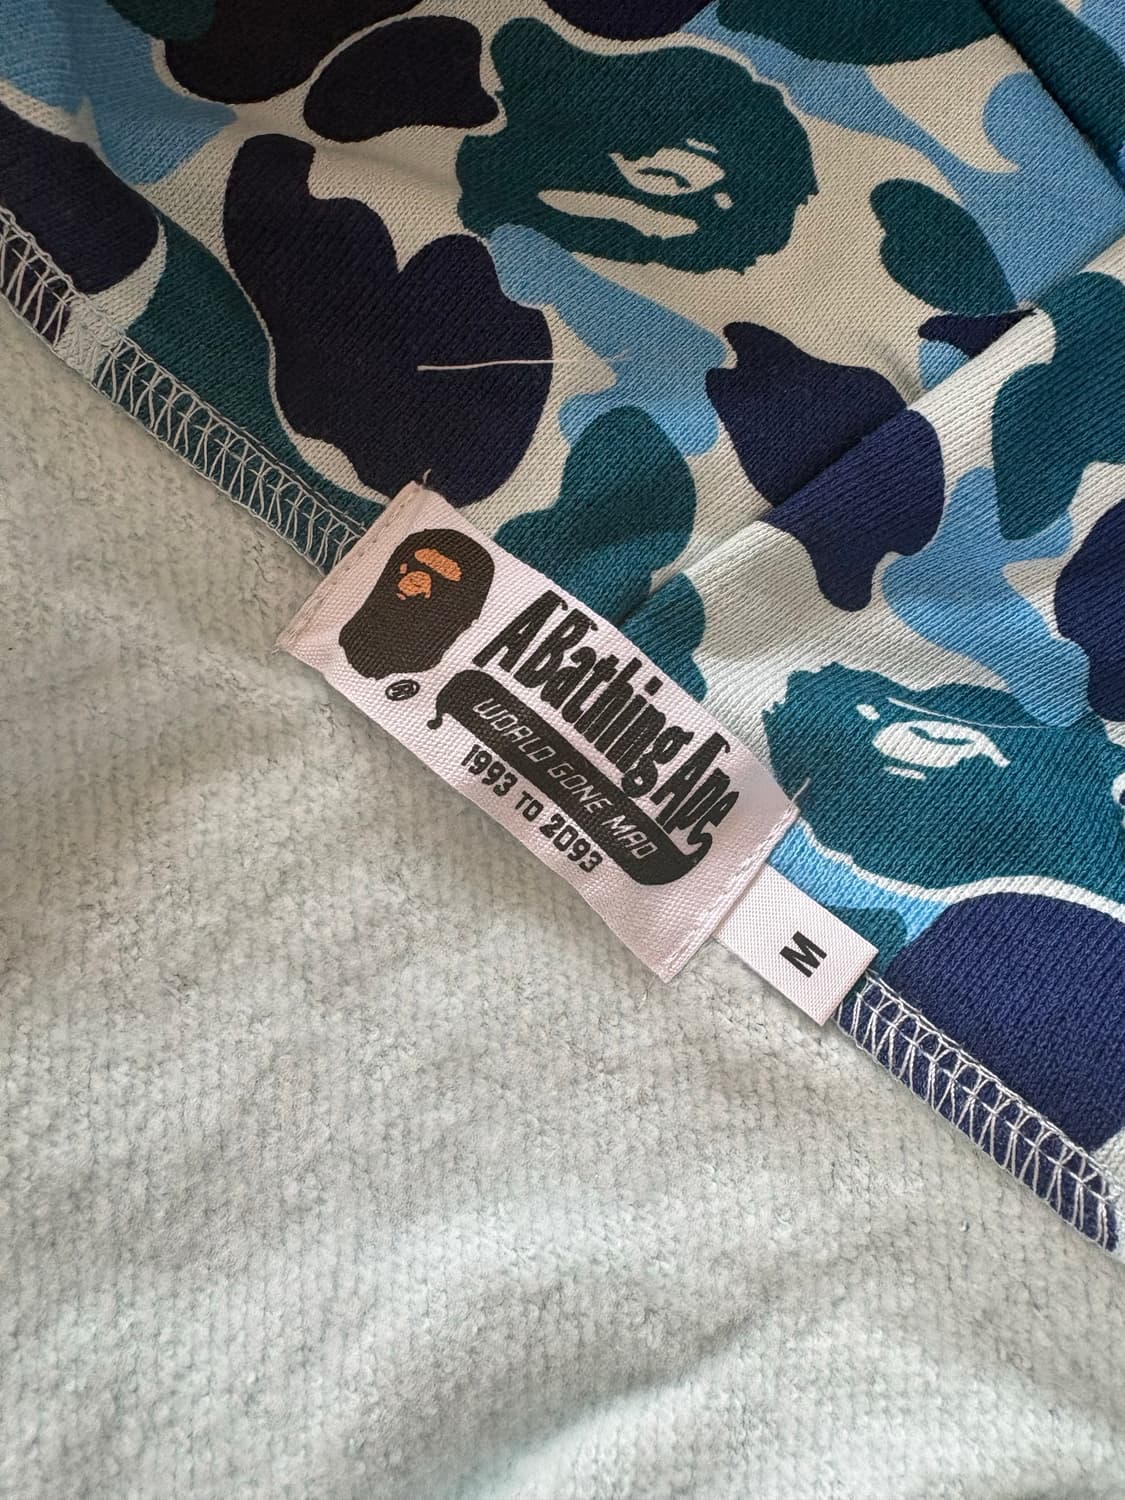 A Bathing Ape
WORLD GONE MAD
1993 TO 2093
®
M